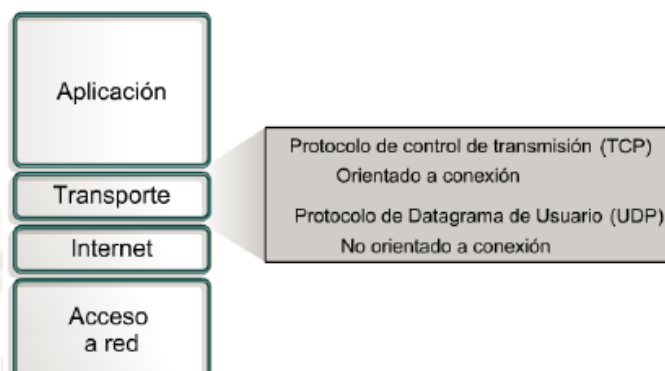 Aplicación
Transporte
Internet
Acceso
a red
Protocolo de control de transmisión (TCP)
Orientado a conexión
Protocolo de Datagrama de Usuario (UDP)
No orientado a conexión